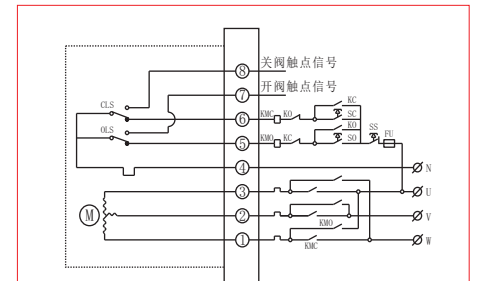 ⑧ 关阀触点信号
⑦ 开阀触点信号
CLS
KC
⑥ KMC KO SC
OLS KO SS
⑤ KMO KC SO FU
④ N
③ U
M ② V
KMO
① W
KMC